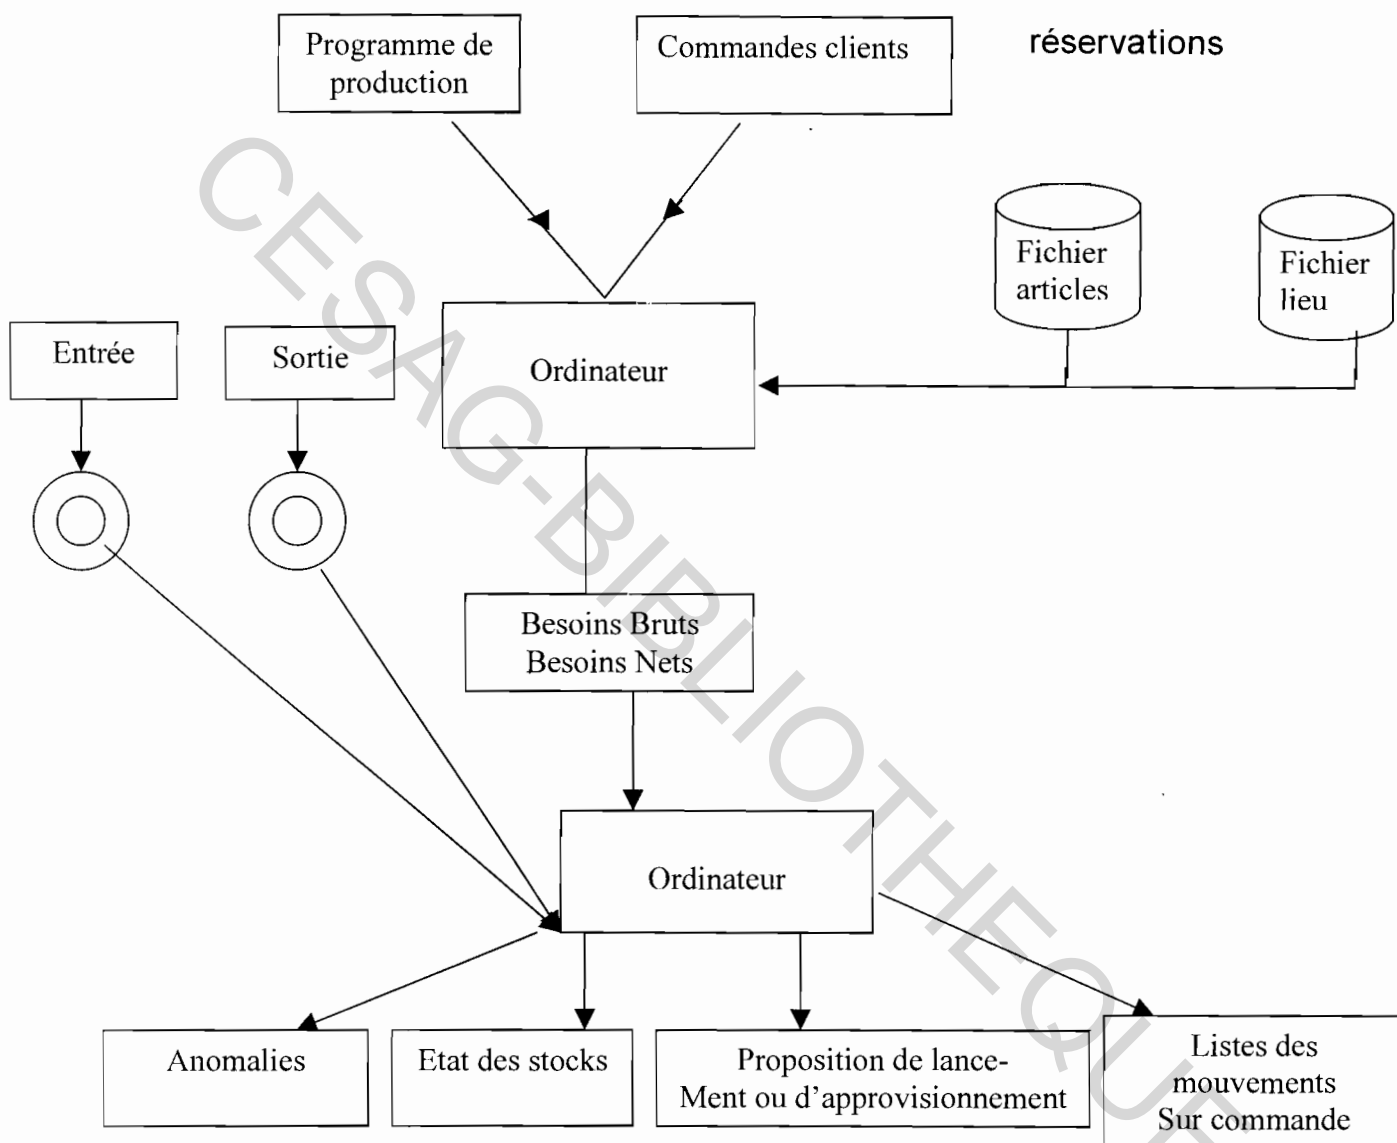 Programme de
production
Commandes clients
réservations
Fichier
articles
Fichier
lieu
Entrée
Sortie
Ordinateur
Besoins Bruts
Besoins Nets
Ordinateur
Anomalies
Etat des stocks
Proposition de lance-
Ment ou d'approvisionnement
Listes des
mouvements
Sur commande
CESAG-BIBLIOTHEQUE